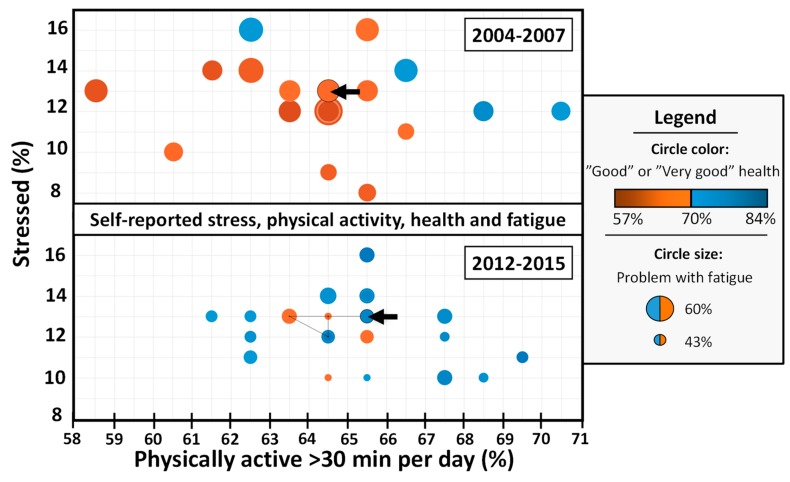 Stressed (%)
16
14
12
10
8
2004-2007
Self-reported stress, physical activity, health and fatigue
16
14
12
10
8
2012-2015
58 59 60 61 62 63 64 65 66 67 68 69 70 71
Physically active >30 min per day (%)
Legend
Circle color:
”Good” or ”Very good” health
57% 70% 84%
Circle size:
Problem with fatigue
60%
43%